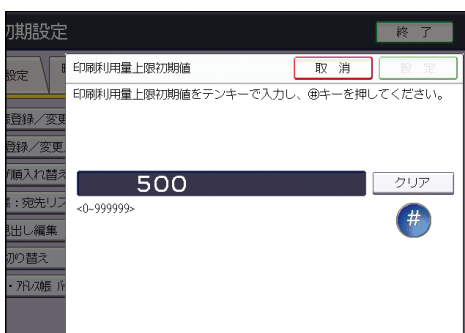 初期設定
終 了
設定
印刷利用量上限初期値
取 消
設 定
印刷利用量上限初期値をテンキーで入力し、⊕キーを押してください。
登録/変更
登録/変更
順入れ替え
500
クリア
<0~999999>
#
:宛先リス
見出し編集
切り替え
・アドレス帳